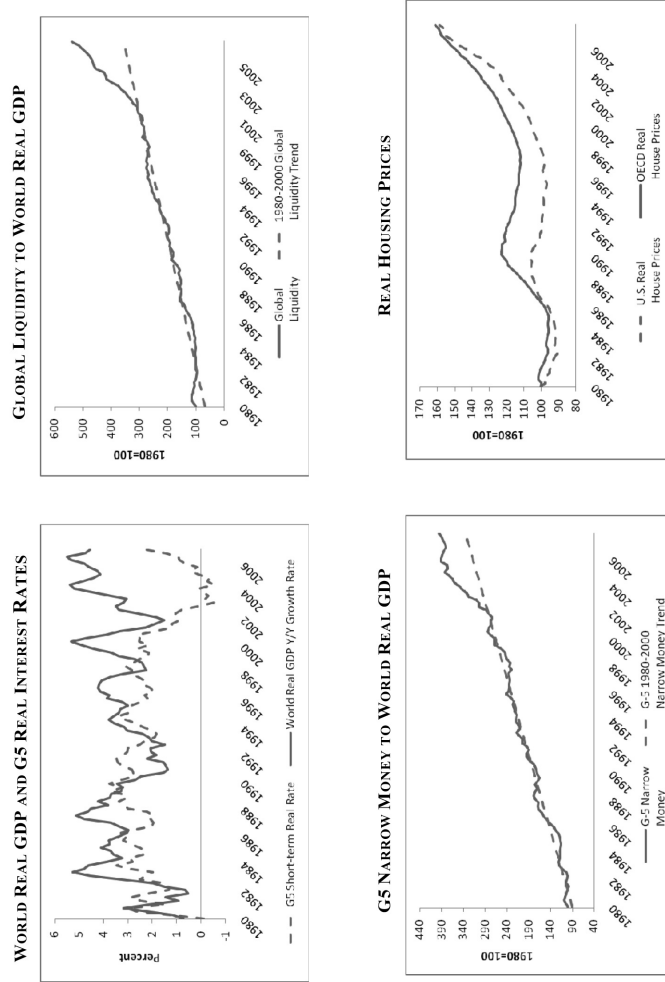 WORLD REAL GDP AND G5 REAL INTEREST RATES
6
5
4
3
2
1
0
-1
Percent
1980 1982 1984 1986 1988 1990 1992 1994 1996 1998 2000 2002 2004 2006
G5 Short-term Real Rate World Real GDP Y/Y Growth Rate
GLOBAL LIQUIDITY TO WORLD REAL GDP
600
500
400
300
200
100
0
1980=100
1980 1982 1984 1986 1988 1990 1992 1994 1996 1999 2001 2003 2005
Global 1980-2000 Global
Liquidity Liquidity Trend
G5 NARROW MONEY TO WORLD REAL GDP
440
390
340
290
240
190
140
90
40
1980=100
1980 1982 1984 1986 1988 1990 1992 1994 1996 1998 2000 2002 2004 2006
G-5 Narrow G-5 1980-2000
Money Narrow Money Trend
REAL HOUSING PRICES
170
160
150
140
130
120
110
100
90
80
1980=100
1980 1982 1984 1986 1988 1990 1992 1994 1996 1998 2000 2002 2004 2006
U.S. Real OECD Real
House Prices House Prices